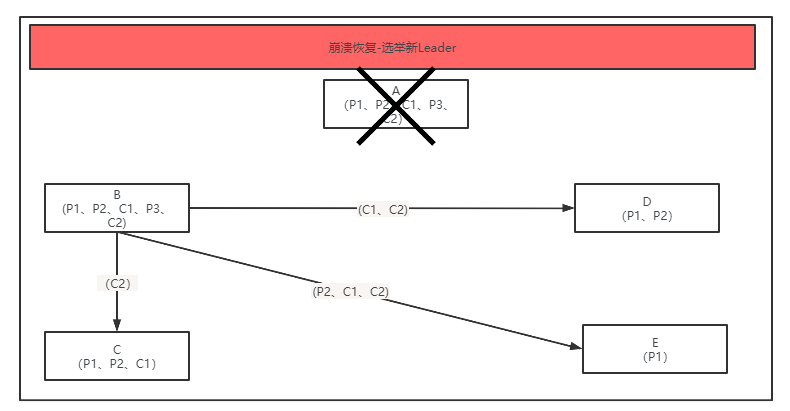 崩溃恢复-选举新Leader
A
（P1、P2、C1、P3、
C2）
B
（P1、P2、C1、P3、
C2）
(C1、C2)
D
（P1、P2）
（C2）
(P2、C1、C2)
C
（P1、P2、C1）
E
（P1）